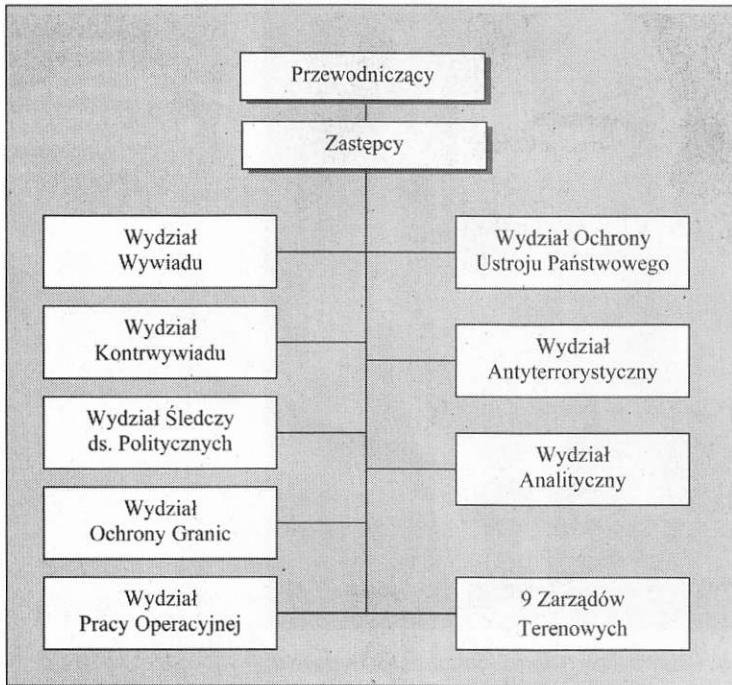 Przewodniczący
Zastępcy
Wydział
Wywiadu
Wydział Ochrony
Ustroju Państwowego
Wydział
Kontrwywiadu
Wydział
Antyterrorystyczny
Wydział Śledczy
ds. Politycznych
Wydział
Analityczny
Wydział
Ochrony Granic
Wydział
Pracy Operacyjnej
9 Zarządów
Terenowych